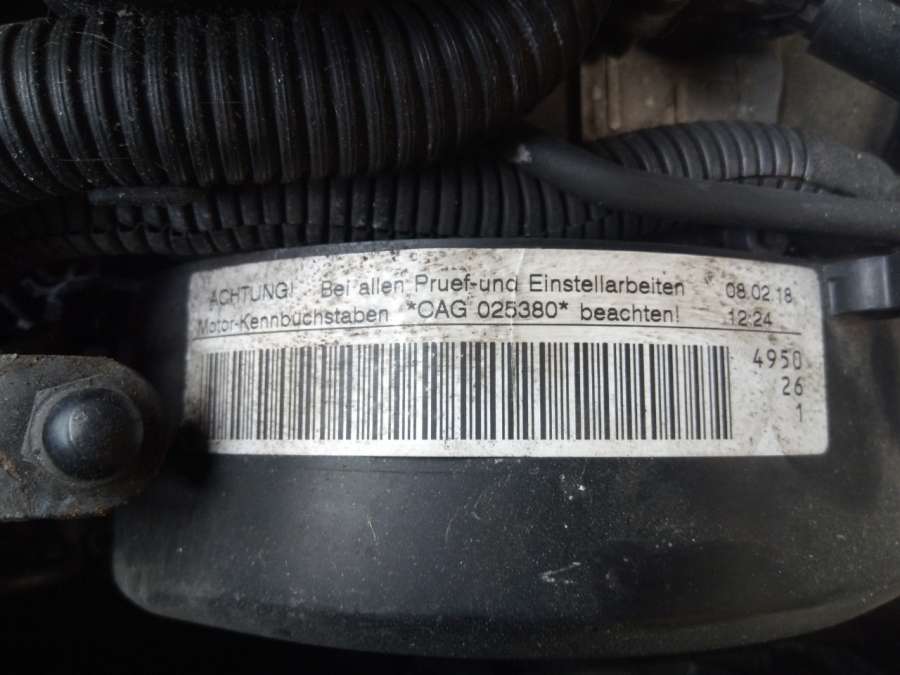 ACHTUNG! Bei allen Pruef-und Einstellarbeiten 08.02.18
Motor-Kennbuchstaben *CAG 025380* beachten! 12:24
4950
26
1